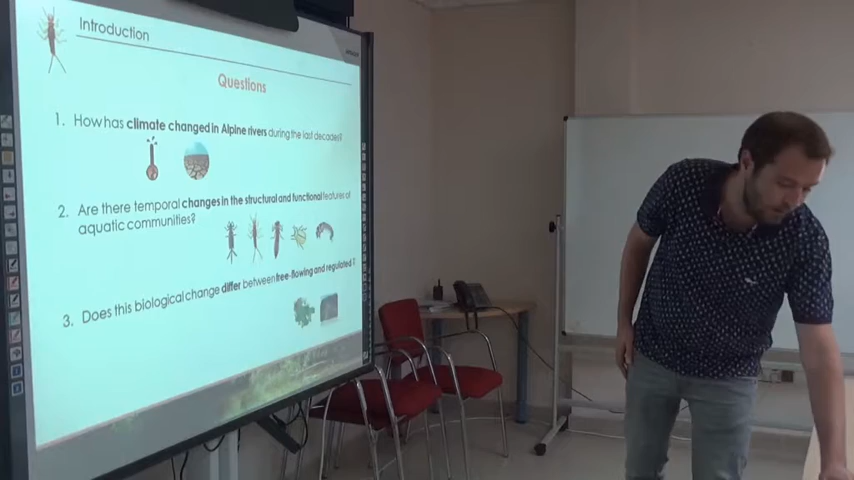 Introduction
Questions
1. How has climate changed in Alpine rivers during the last decades?
2. Are there temporal changes in the structural and functional features of
aquatic communities?
3. Does this biological change differ between free-flowing and regulated ?